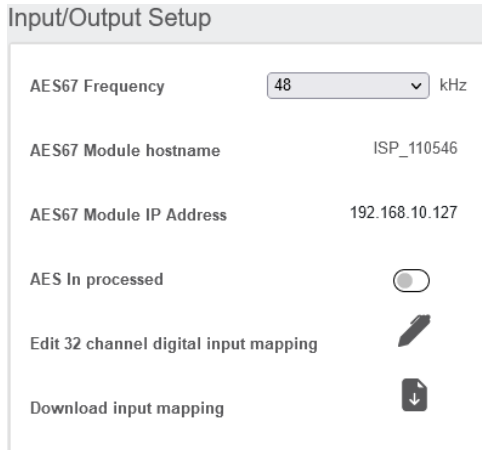 Input/Output Setup
AES67 Frequency 48 kHz
AES67 Module hostname ISP_110546
AES67 Module IP Address 192.168.10.127
AES In processed
Edit 32 channel digital input mapping
Download input mapping